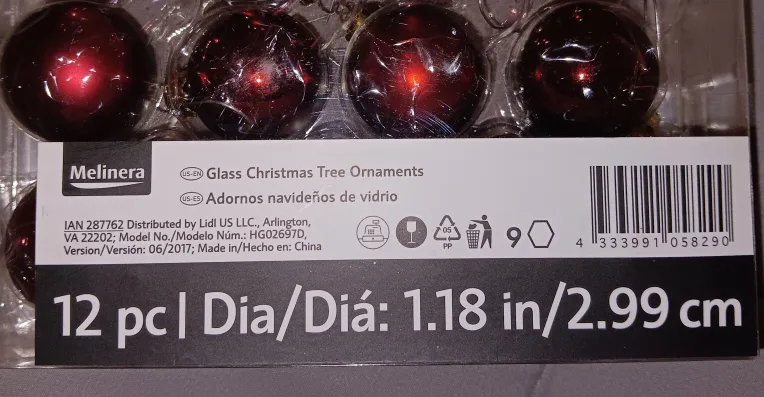 Melinera
US-EN Glass Christmas Tree Ornaments
US-ES Adornos navideños de vidrio
IAN 287762 Distributed by Lidl US LLC., Arlington,
VA 22202; Model No./Modelo Núm.: HG02697D,
Version/Versión: 06/2017; Made in/Hecho en: China
05
PP
9
4 333991 058290
12 pc | Dia/Diá: 1.18 in/2.99 cm